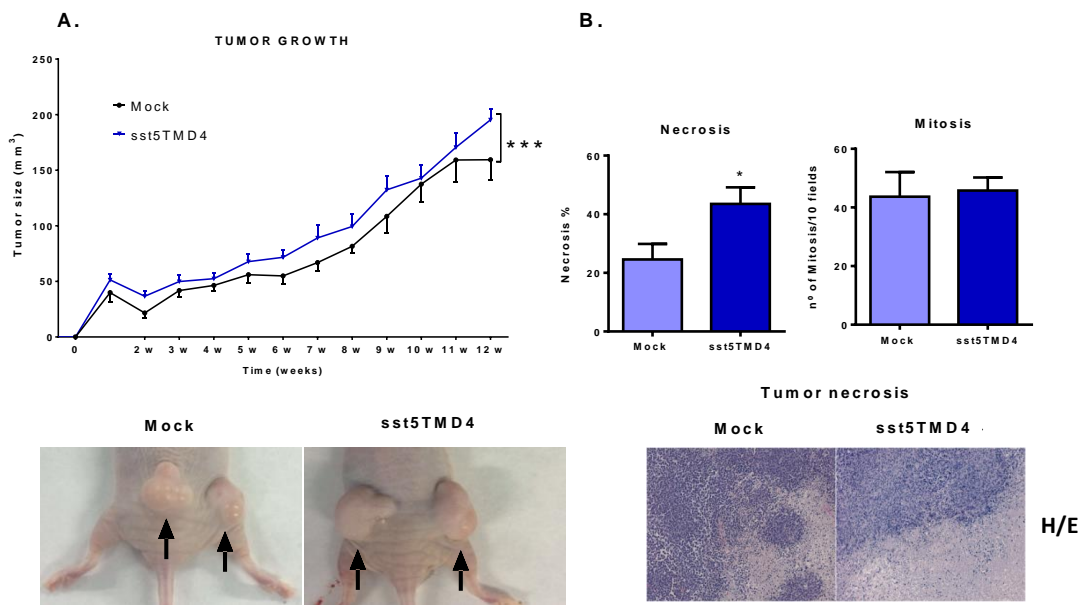 A.
TUMOR GROWTH
250
200
150
100
50
0
Tumor size (mm³)
Mock
sst5TMD4
***
0 2 w 3 w 4 w 5 w 6 w 7 w 8 w 9 w 10 w 11 w 12 w
Time (weeks)
Mock sst5TMD4
B.
Necrosis
60
40
20
0
Necrosis %
*
Mock sst5TMD4
Mitosis
60
40
20
0
nº of Mitosis/10 fields
Mock sst5TMD4
Tumor necrosis
Mock sst5TMD4
H/E